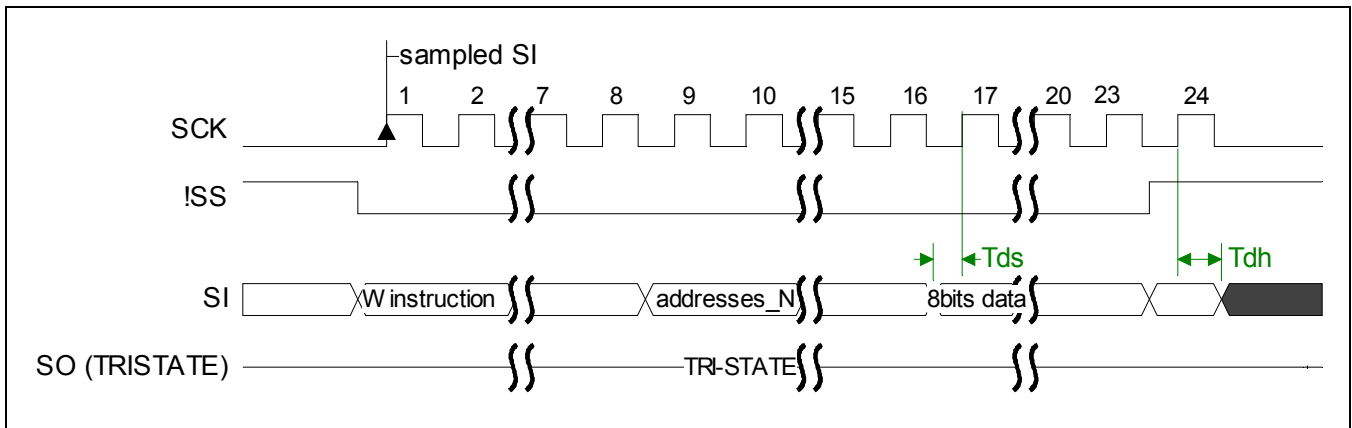 sampled SI
1 2 7 8 9 10 15 16 17 20 23 24
SCK
!SS
Tds Tdh
SI W instruction addresses_N 8bits data
SO (TRISTATE) TRI-STATE